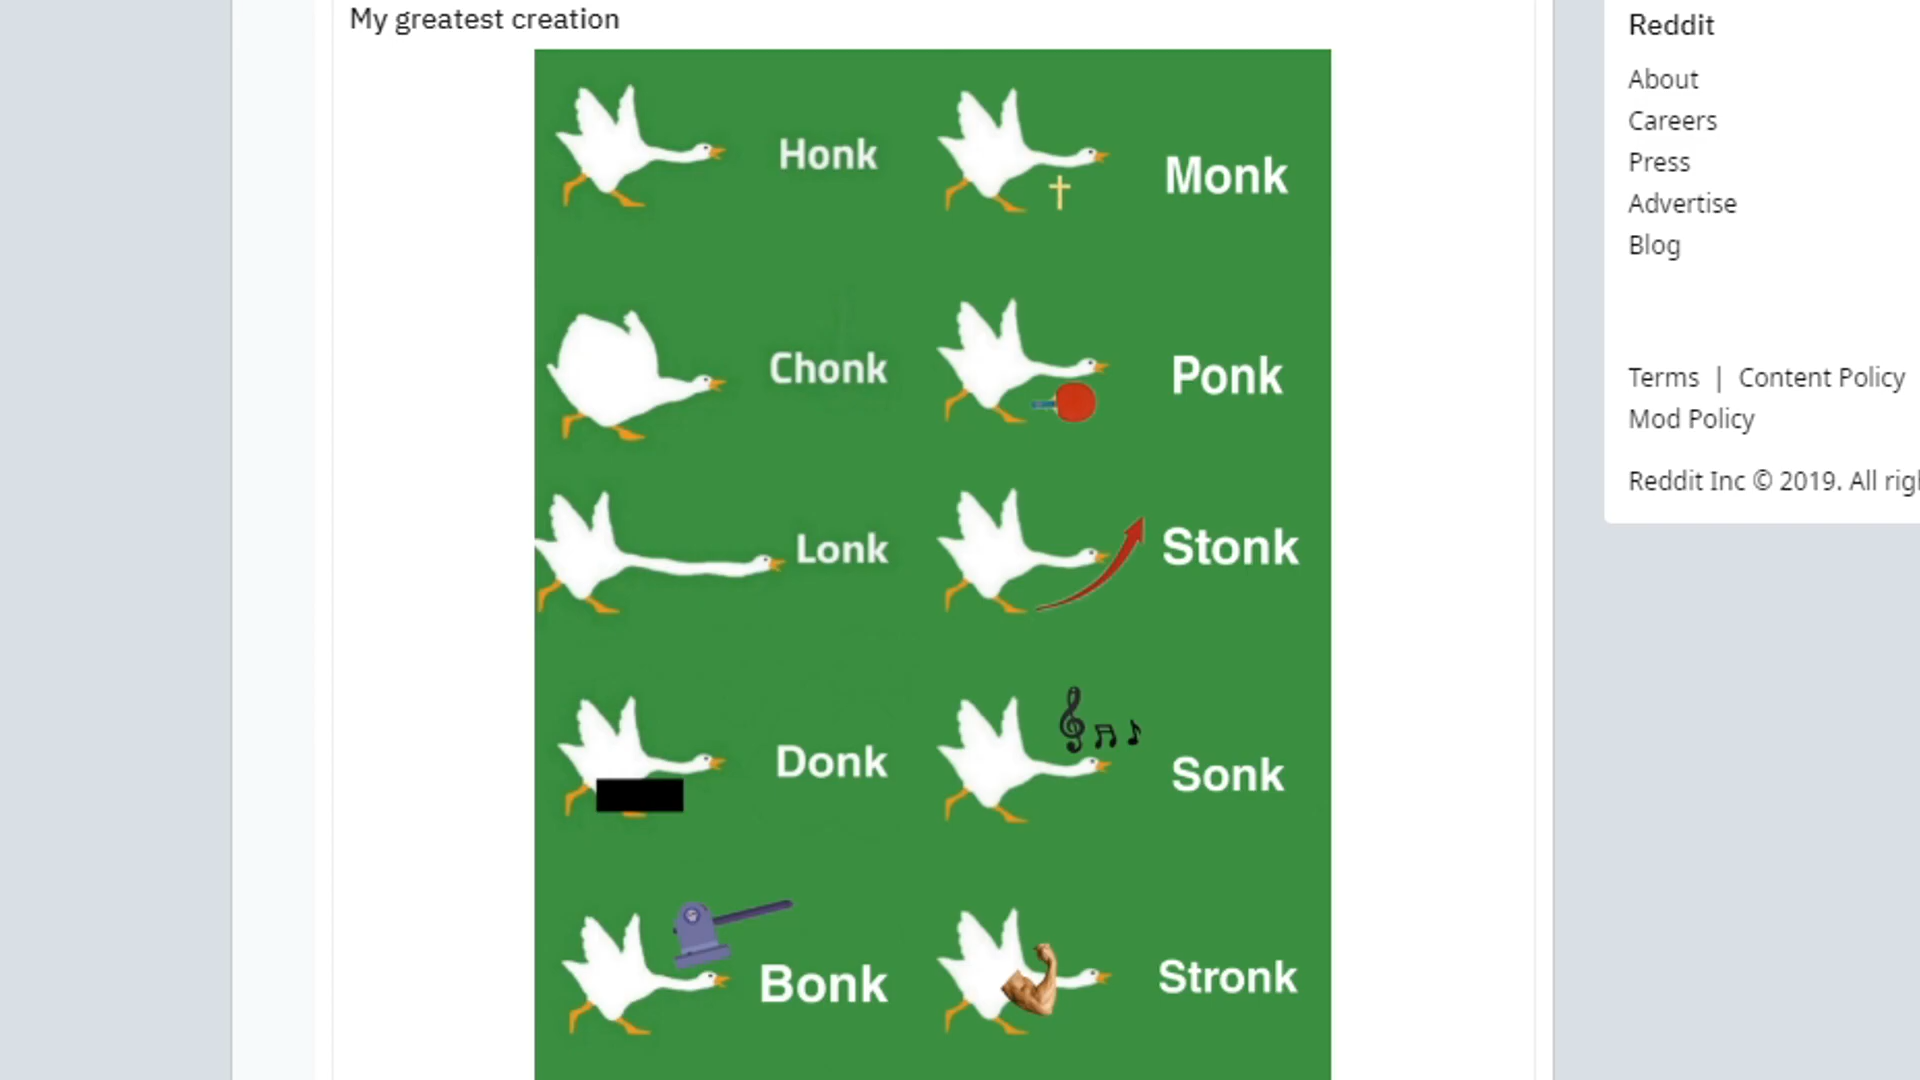 My greatest creation
Honk
Monk
Chonk
Ponk
Lonk
Stonk
Donk
Sonk
Bonk
Stronk
Reddit
About
Careers
Press
Advertise
Blog
Terms | Content Policy
Mod Policy
Reddit Inc © 2019. All